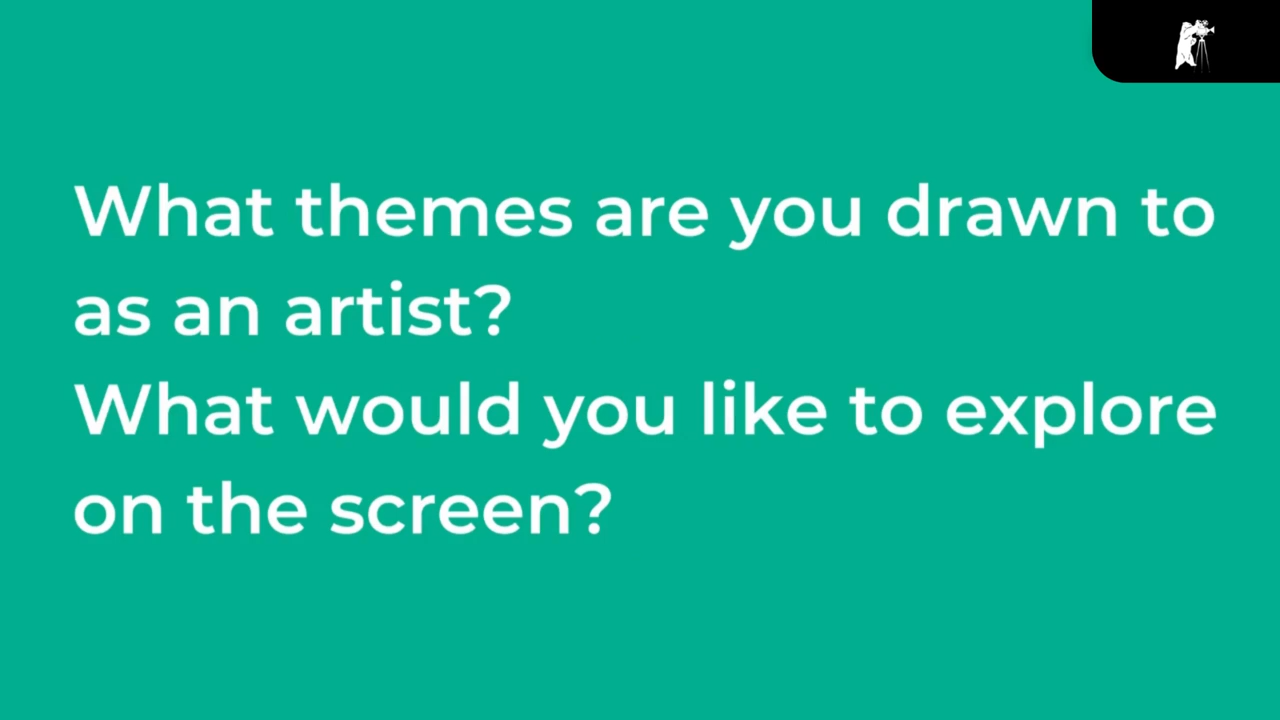 What themes are you drawn to
as an artist?
What would you like to explore
on the screen?